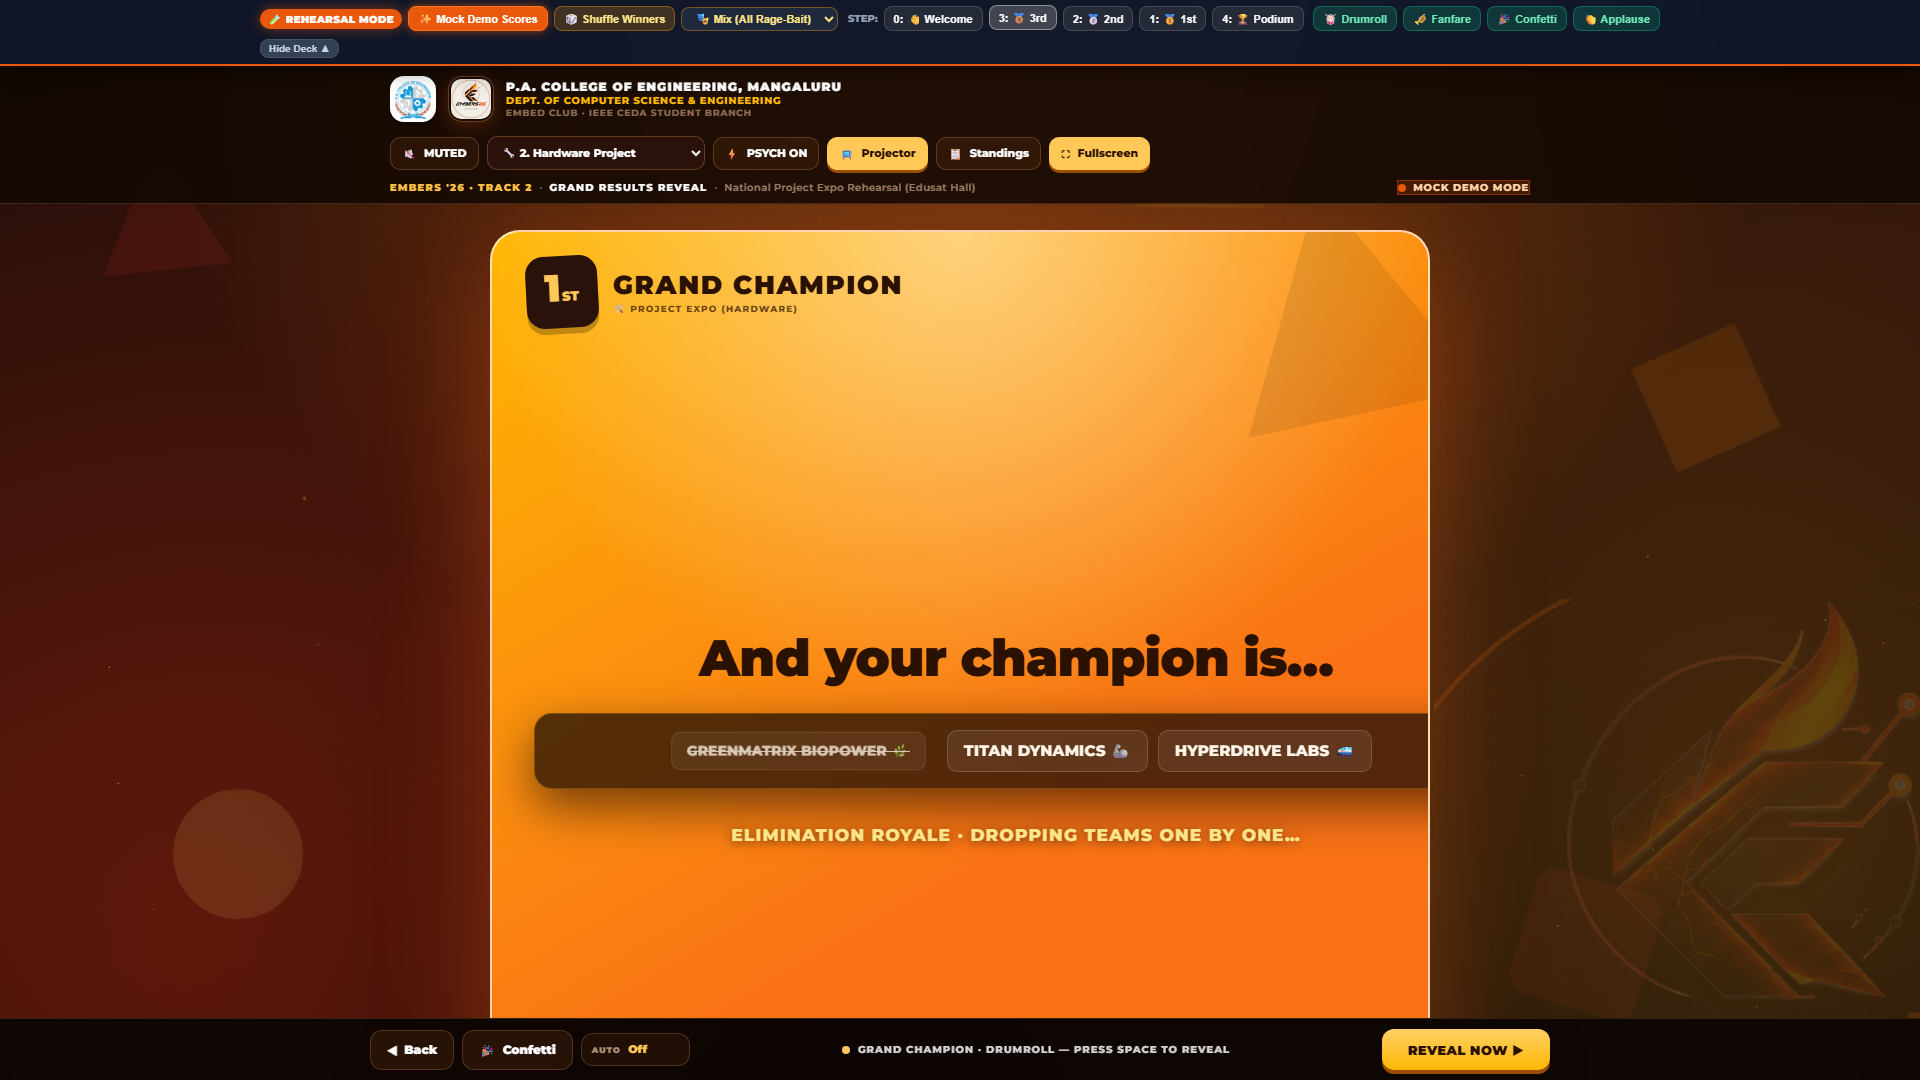 REHEARSAL MODE
Mock Demo Scores
Shuffle Winners
Mix (All Rage-Bait)
STEP:
0: Welcome
3: 3rd
2: 2nd
1: 1st
4: Podium
Drumroll
Fanfare
Confetti
Applause
Hide Deck ▲
P.A. COLLEGE OF ENGINEERING, MANGALURU
DEPT. OF COMPUTER SCIENCE & ENGINEERING
EMBED CLUB · IEEE CEDA STUDENT BRANCH
MUTED
2. Hardware Project
PSYCH ON
Projector
Standings
Fullscreen
EMBERS '26 • TRACK 2 · GRAND RESULTS REVEAL · National Project Expo Rehearsal (Edusat Hall)
MOCK DEMO MODE
1ST
GRAND CHAMPION
PROJECT EXPO (HARDWARE)
And your champion is...
GREENMATRIX BIOPOWER
TITAN DYNAMICS
HYPERDRIVE LABS
ELIMINATION ROYALE · DROPPING TEAMS ONE BY ONE...
◀ Back
Confetti
AUTO Off
GRAND CHAMPION · DRUMROLL — PRESS SPACE TO REVEAL
REVEAL NOW ▶